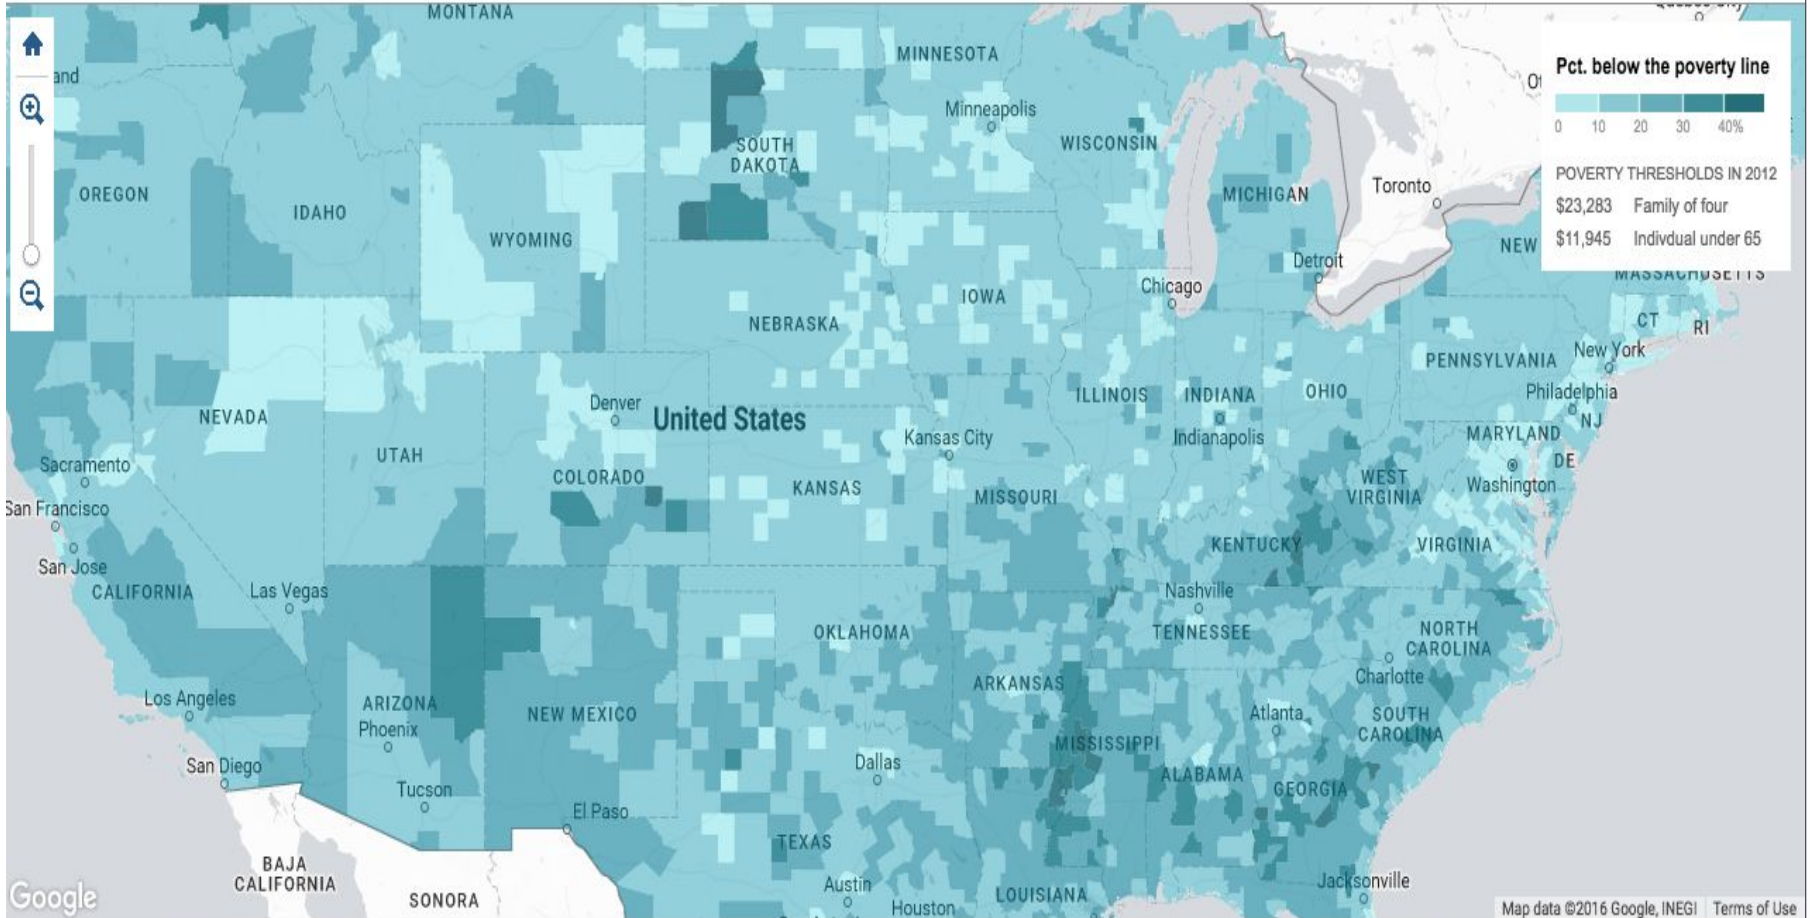 MONTANA
and
MINNESOTA
Minneapolis
WISCONSIN
SOUTH
DAKOTA
OREGON
IDAHO
WYOMING
MICHIGAN
Toronto
Detroit
Chicago
IOWA
NEBRASKA
NEW
MASSACHUSETTS
CT
RI
New York
PENNSYLVANIA
Philadelphia
NJ
ILLINOIS
INDIANA
OHIO
Indianapolis
MARYLAND
DE
Washington
NEVADA
Denver
United States
Kansas City
UTAH
COLORADO
KANSAS
MISSOURI
WEST
VIRGINIA
Sacramento
San Francisco
San Jose
CALIFORNIA
Las Vegas
KENTUCKY
VIRGINIA
Nashville
TENNESSEE
OKLAHOMA
NORTH
CAROLINA
Charlotte
ARKANSAS
Los Angeles
ARIZONA
Phoenix
NEW MEXICO
Atlanta
SOUTH
CAROLINA
MISSISSIPPI
San Diego
Dallas
ALABAMA
GEORGIA
Tucson
El Paso
TEXAS
BAJA
CALIFORNIA
SONORA
Austin
Houston
LOUISIANA
Jacksonville
Pct. below the poverty line
0 10 20 30 40%
POVERTY THRESHOLDS IN 2012
$23,283 Family of four
$11,945 Indivdual under 65
Google
Map data ©2016 Google, INEGI Terms of Use